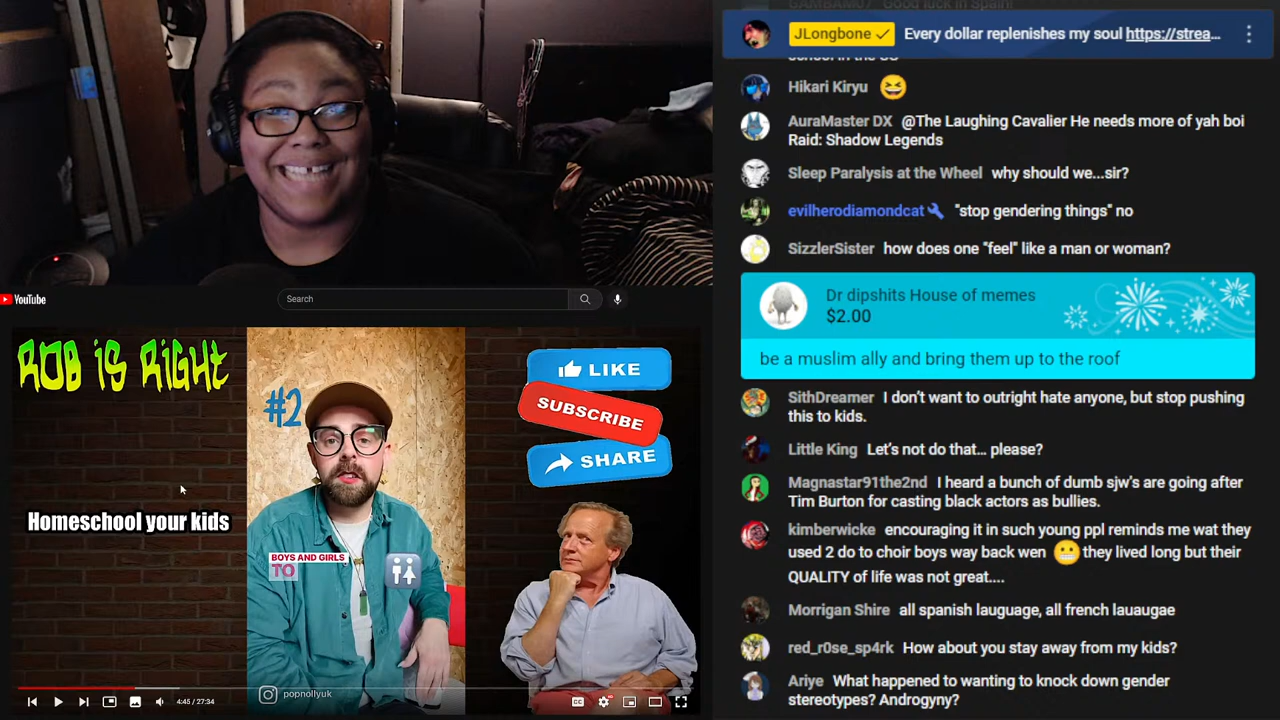 JLongbone Every dollar replenishes my soul https://strea...
Hikari Kiryu
AuraMaster DX @The Laughing Cavalier He needs more of yah boi
Raid: Shadow Legends
Sleep Paralysis at the Wheel why should we...sir?
evilherodiamondcat "stop gendering things" no
SizzlerSister how does one "feel" like a man or woman?
Dr dipshits House of memes
$2.00
be a muslim ally and bring them up to the roof
SithDreamer I don't want to outright hate anyone, but stop pushing
this to kids.
Little King Let's not do that... please?
Magnastar91the2nd I heard a bunch of dumb sjw's are going after
Tim Burton for casting black actors as bullies.
kimberwicke encouraging it in such young ppl reminds me wat they
used 2 do to choir boys way back wen they lived long but their
QUALITY of life was not great....
Morrigan Shire all spanish lauguage, all french lauaugae
red_r0se_sp4rk How about you stay away from my kids?
Ariye What happened to wanting to knock down gender
stereotypes? Androgyny?
YouTube
Search
ROB iS RiGHt
#2
LIKE
SUBSCRIBE
SHARE
Homeschool your kids
BOYS AND GIRLS
TO
popnollyuk
4:45 / 27:34
CC